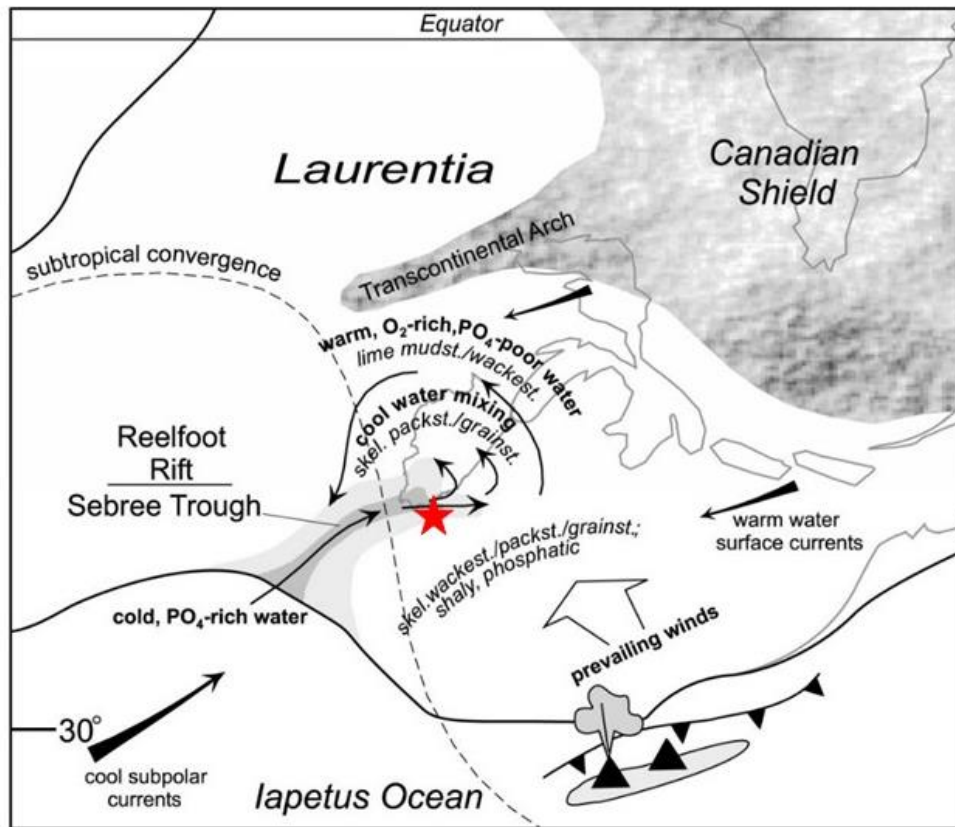 Equator
Laurentia
Canadian
Shield
subtropical convergence
Transcontinental Arch
warm, O₂-rich,PO₄-poor water
lime mudst./wackest.
cool water mixing
skel. packst./grainst.
Reelfoot
Rift
Sebree Trough
warm water
surface currents
skel.wackest./packst./grainst.;
shaly, phosphatic
cold, PO₄-rich water
prevailing winds
30°
cool subpolar
currents
Iapetus Ocean